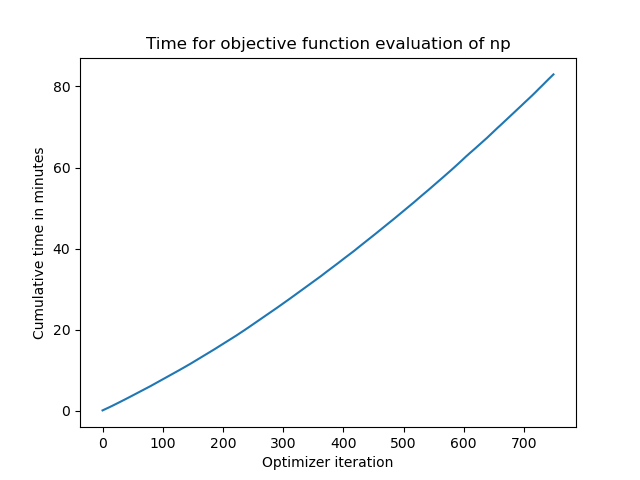 Time for objective function evaluation of np
Cumulative time in minutes
80
60
40
20
0
0 100 200 300 400 500 600 700
Optimizer iteration